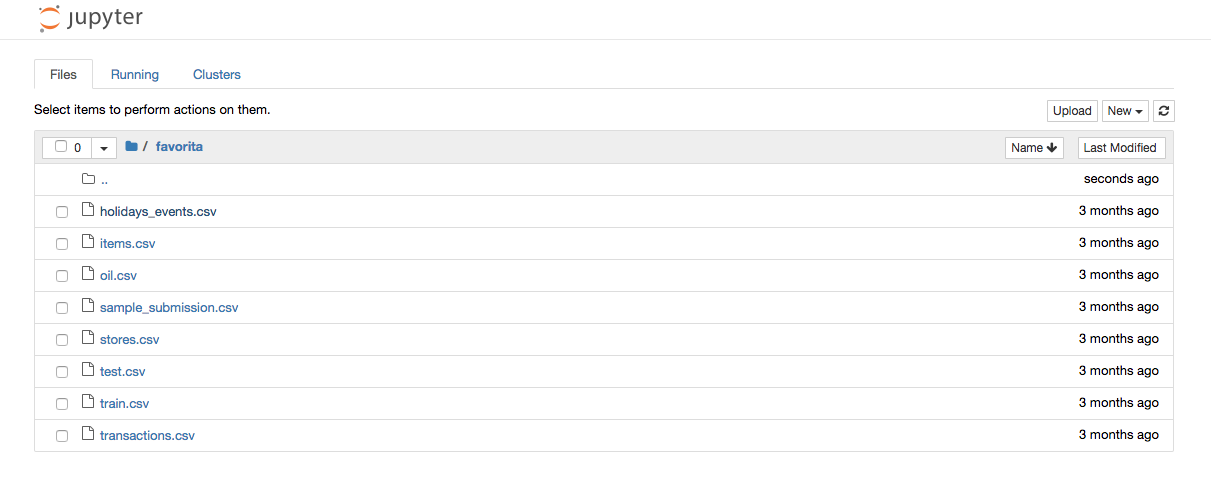 jupyter
Files Running Clusters
Select items to perform actions on them. Upload New
0 / favorita Name Last Modified
.. seconds ago
holidays_events.csv 3 months ago
items.csv 3 months ago
oil.csv 3 months ago
sample_submission.csv 3 months ago
stores.csv 3 months ago
test.csv 3 months ago
train.csv 3 months ago
transactions.csv 3 months ago